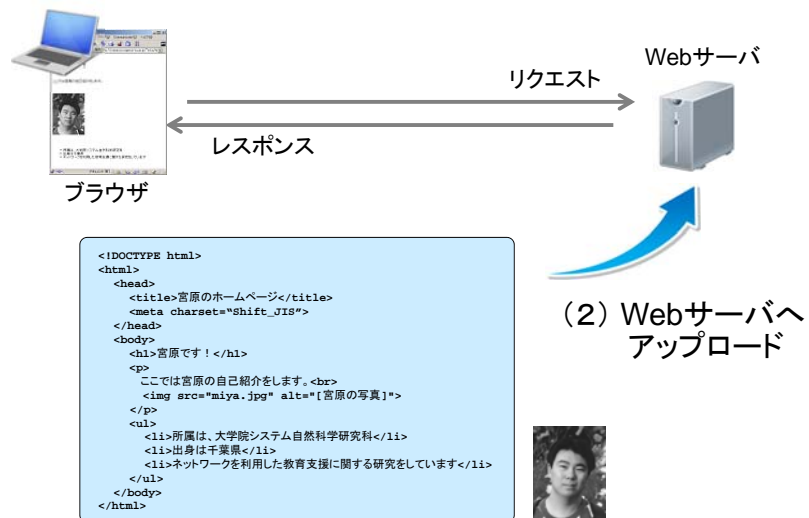 Webサーバ
リクエスト
レスポンス
ブラウザ
<!DOCTYPE html>
<html>
<head>
<title>宮原のホームページ</title>
<meta charset=“Shift_JIS”>
</head>
<body>
<h1>宮原です！</h1>
<p>
ここでは宮原の自己紹介をします。<br>
<img src="miya.jpg" alt="[宮原の写真]">
</p>
<ul>
<li>所属は、大学院システム自然科学研究科</li>
<li>出身は千葉県</li>
<li>ネットワークを利用した教育支援に関する研究をしています</li>
</ul>
</body>
</html>
（２） Webサーバへ
アップロード